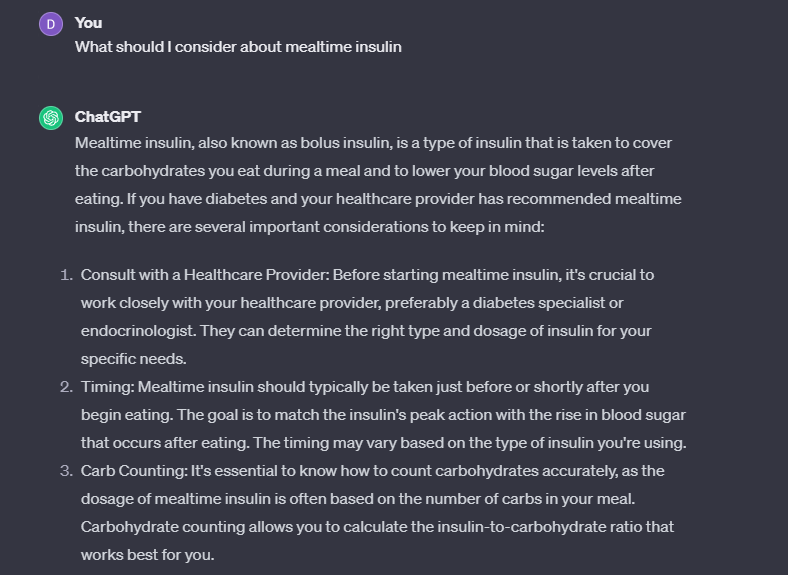 D
You
What should I consider about mealtime insulin
ChatGPT
Mealtime insulin, also known as bolus insulin, is a type of insulin that is taken to cover
the carbohydrates you eat during a meal and to lower your blood sugar levels after
eating. If you have diabetes and your healthcare provider has recommended mealtime
insulin, there are several important considerations to keep in mind:
1. Consult with a Healthcare Provider: Before starting mealtime insulin, it's crucial to
work closely with your healthcare provider, preferably a diabetes specialist or
endocrinologist. They can determine the right type and dosage of insulin for your
specific needs.
2. Timing: Mealtime insulin should typically be taken just before or shortly after you
begin eating. The goal is to match the insulin's peak action with the rise in blood sugar
that occurs after eating. The timing may vary based on the type of insulin you're using.
3. Carb Counting: It's essential to know how to count carbohydrates accurately, as the
dosage of mealtime insulin is often based on the number of carbs in your meal.
Carbohydrate counting allows you to calculate the insulin-to-carbohydrate ratio that
works best for you.